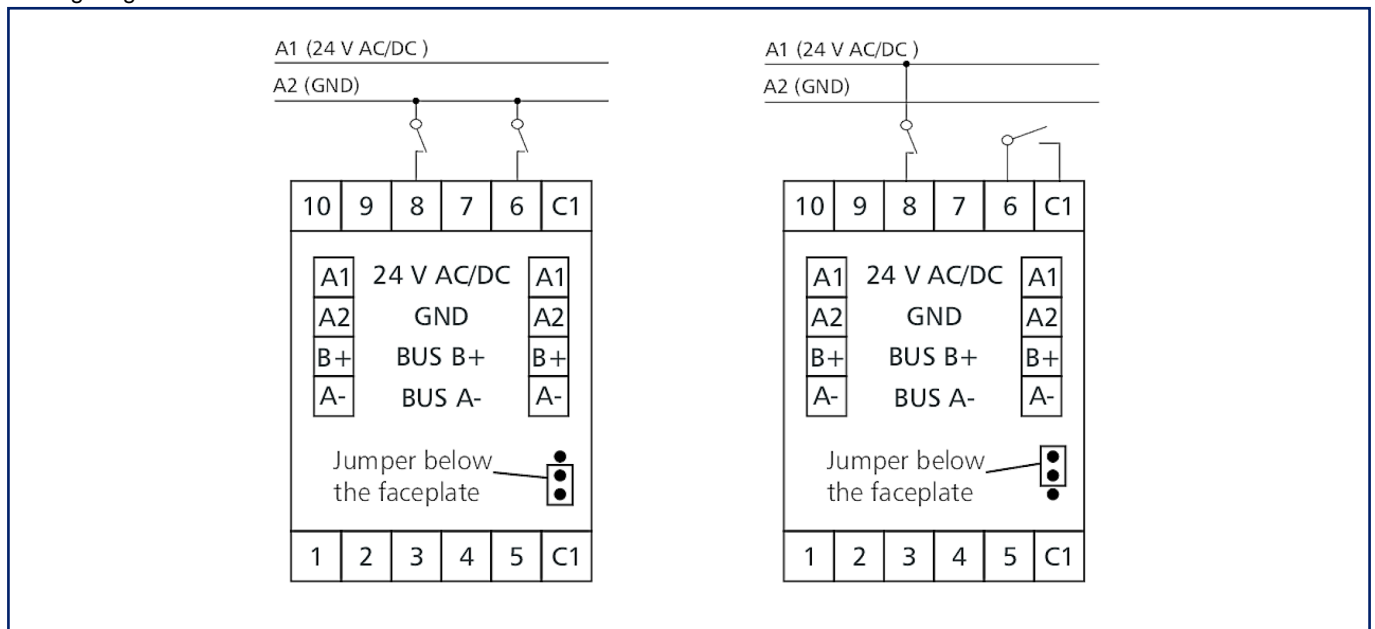 A1 (24 V AC/DC )
A2 (GND)
10 9 8 7 6 C1
A1 24 V AC/DC A1
A2 GND A2
B+ BUS B+ B+
A- BUS A- A-
Jumper below
the faceplate
1 2 3 4 5 C1
A1 (24 V AC/DC )
A2 (GND)
10 9 8 7 6 C1
A1 24 V AC/DC A1
A2 GND A2
B+ BUS B+ B+
A- BUS A- A-
Jumper below
the faceplate
1 2 3 4 5 C1